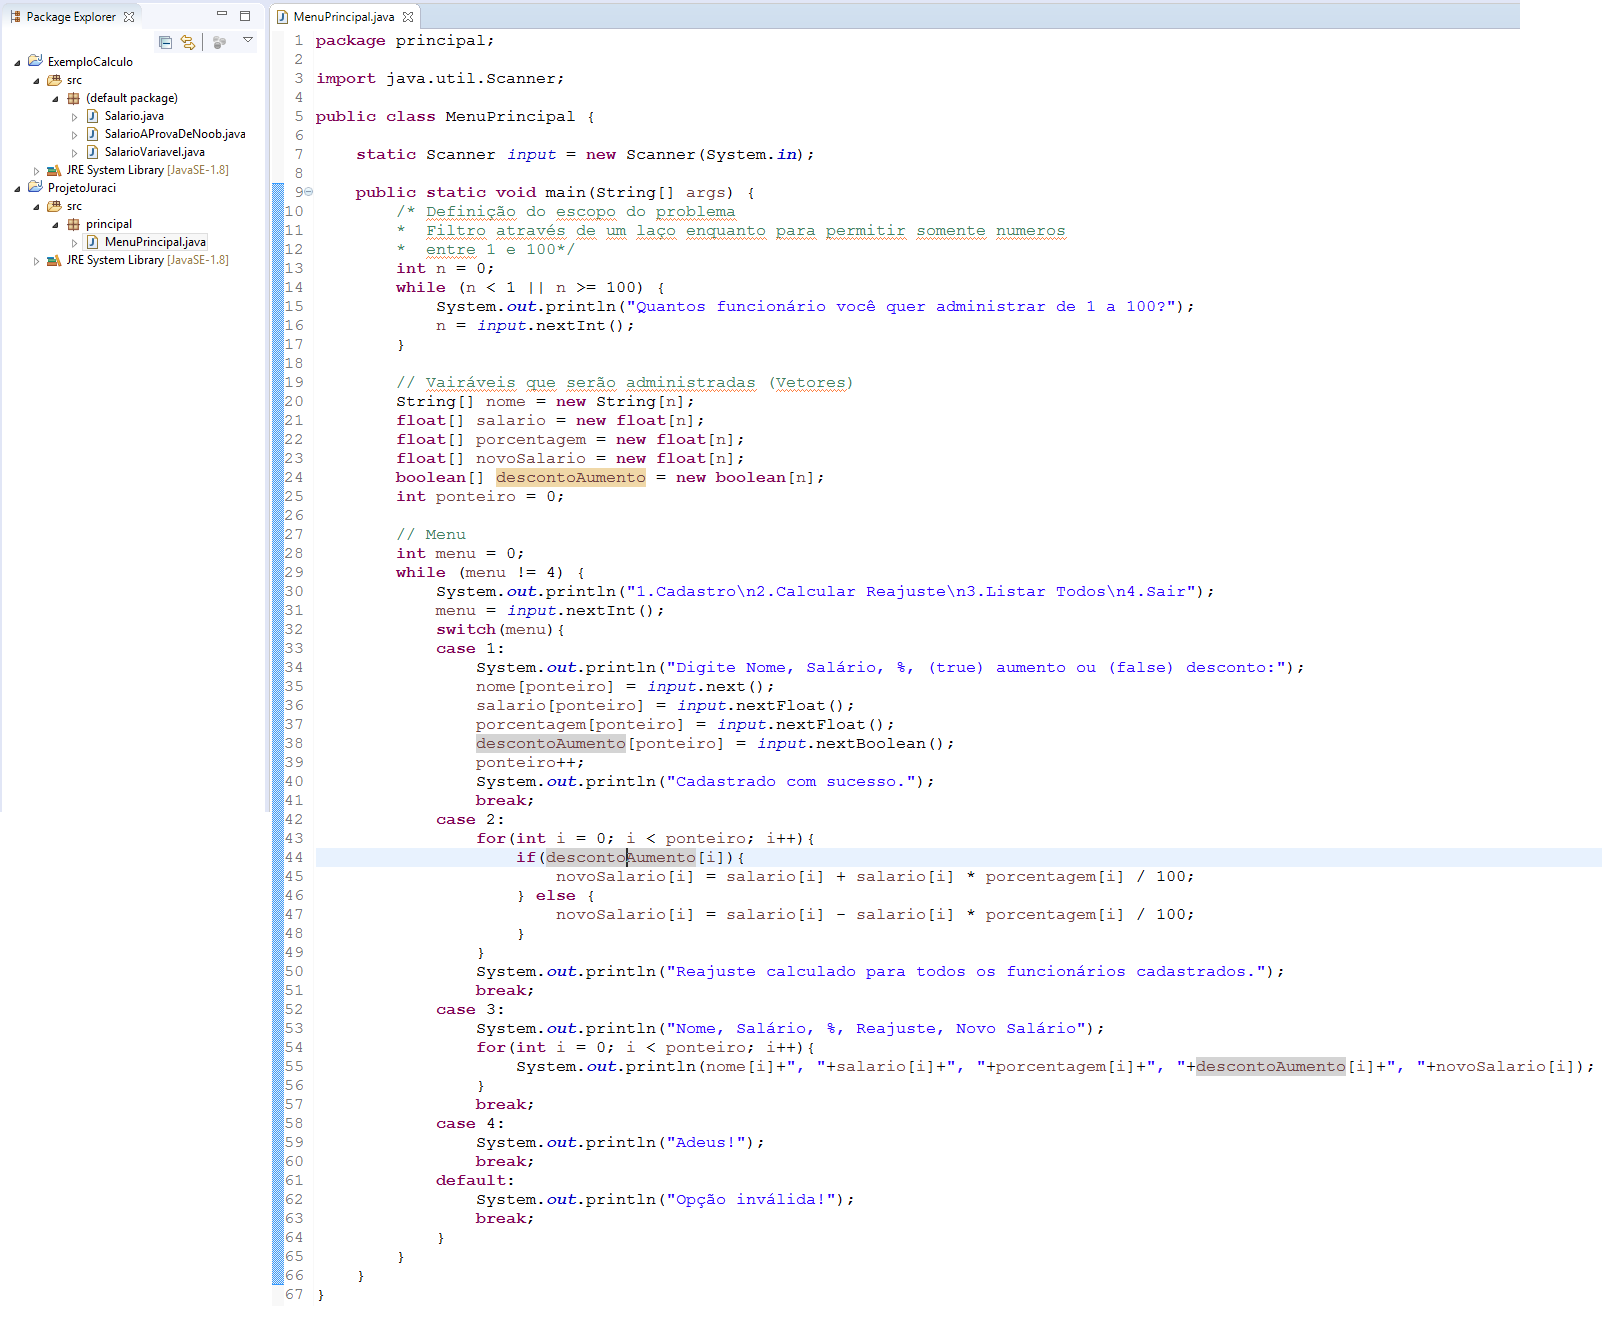 Package Explorer
ExemploCalculo
src
(default package)
Salario.java
SalarioAProvaDeNoob.java
SalarioVariavel.java
JRE System Library [JavaSE-1.8]
ProjetoJuraci
src
principal
MenuPrincipal.java
JRE System Library [JavaSE-1.8]
MenuPrincipal.java
1 package principal;
2
3 import java.util.Scanner;
4
5 public class MenuPrincipal {
6
7 static Scanner input = new Scanner(System.in);
8
9 public static void main(String[] args) {
10 /* Definição do escopo do problema
11 * Filtro através de um laço enquanto para permitir somente numeros
12 * entre 1 e 100*/
13 int n = 0;
14 while (n < 1 || n >= 100) {
15 System.out.println("Quantos funcionário você quer administrar de 1 a 100?");
16 n = input.nextInt();
17 }
18
19 // Vairáveis que serão administradas (Vetores)
20 String[] nome = new String[n];
21 float[] salario = new float[n];
22 float[] porcentagem = new float[n];
23 float[] novoSalario = new float[n];
24 boolean[] descontoAumento = new boolean[n];
25 int ponteiro = 0;
26
27 // Menu
28 int menu = 0;
29 while (menu != 4) {
30 System.out.println("1.Cadastro\n2.Calcular Reajuste\n3.Listar Todos\n4.Sair");
31 menu = input.nextInt();
32 switch(menu){
33 case 1:
34 System.out.println("Digite Nome, Salário, %, (true) aumento ou (false) desconto:");
35 nome[ponteiro] = input.next();
36 salario[ponteiro] = input.nextFloat();
37 porcentagem[ponteiro] = input.nextFloat();
38 descontoAumento[ponteiro] = input.nextBoolean();
39 ponteiro++;
40 System.out.println("Cadastrado com sucesso.");
41 break;
42 case 2:
43 for(int i = 0; i < ponteiro; i++){
44 if(descontoAumento[i]){
45 novoSalario[i] = salario[i] + salario[i] * porcentagem[i] / 100;
46 } else {
47 novoSalario[i] = salario[i] - salario[i] * porcentagem[i] / 100;
48 }
49 }
50 System.out.println("Reajuste calculado para todos os funcionários cadastrados.");
51 break;
52 case 3:
53 System.out.println("Nome, Salário, %, Reajuste, Novo Salário");
54 for(int i = 0; i < ponteiro; i++){
55 System.out.println(nome[i]+", "+salario[i]+", "+porcentagem[i]+", "+descontoAumento[i]+", "+novoSalario[i]);
56 }
57 break;
58 case 4:
59 System.out.println("Adeus!");
60 break;
61 default:
62 System.out.println("Opção inválida!");
63 break;
64 }
65 }
66 }
67 }